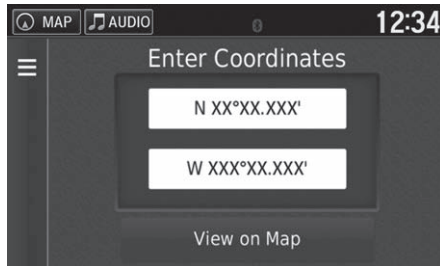 MAP AUDIO 12:34
Enter Coordinates
N XX°XX.XXX'
W XXX°XX.XXX'
View on Map